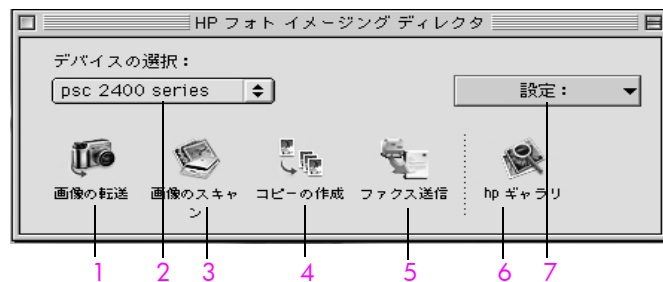 HP フォト イメージング ディレクタ
デバイスの選択：
psc 2400 series
設定：
画像の転送
画像のスキャン
コピーの作成
ファクス送信
hp ギャラリ
1 2 3 4 5 6 7